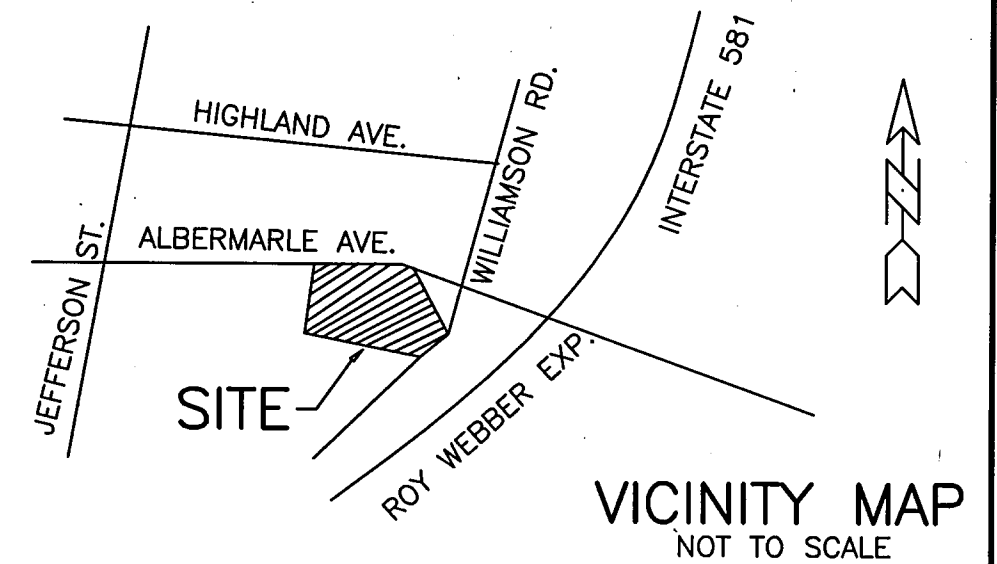 HIGHLAND AVE.
WILLIAMSON RD.
INTERSTATE 581
ALBERMARLE AVE.
JEFFERSON ST.
SITE
ROY WEBBER EXP.
N
VICINITY MAP
NOT TO SCALE